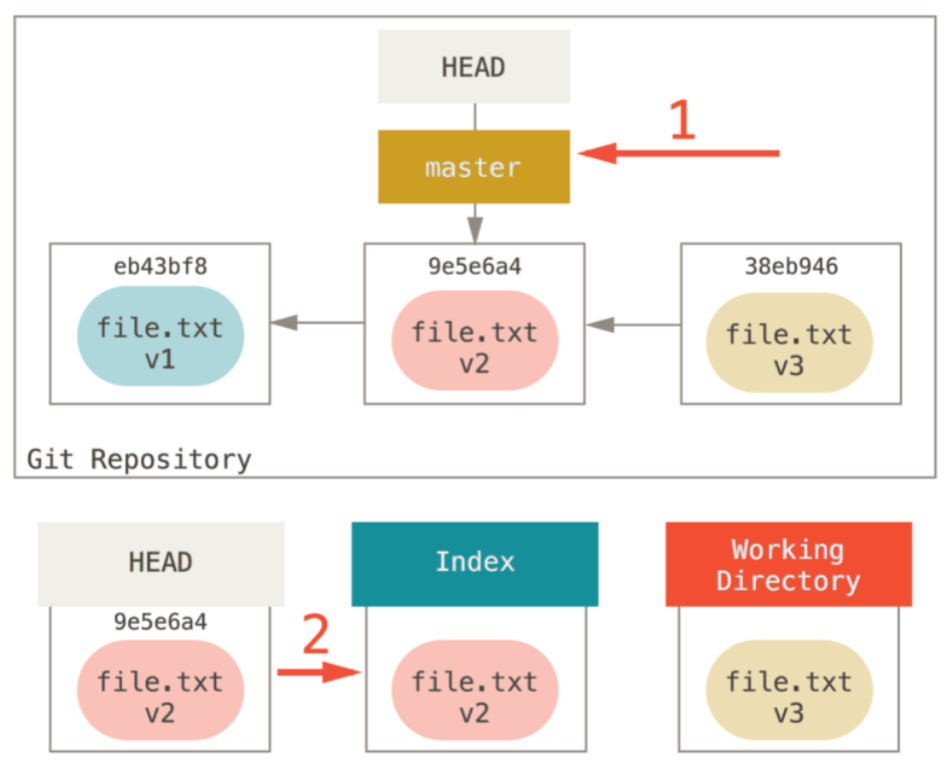 HEAD
1
master
eb43bf8
9e5e6a4
38eb946
file.txt
v1
file.txt
v2
file.txt
v3
Git Repository
HEAD
Index
Working
Directory
9e5e6a4
2
file.txt
v2
file.txt
v2
file.txt
v3